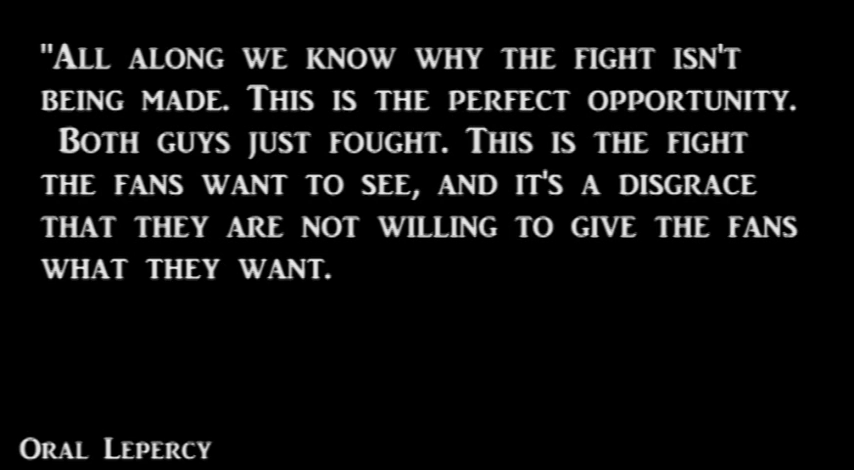 "All along we know why the fight isn't
being made. This is the perfect opportunity.
Both guys just fought. This is the fight
the fans want to see, and it's a disgrace
that they are not willing to give the fans
what they want.
Oral Lepercy